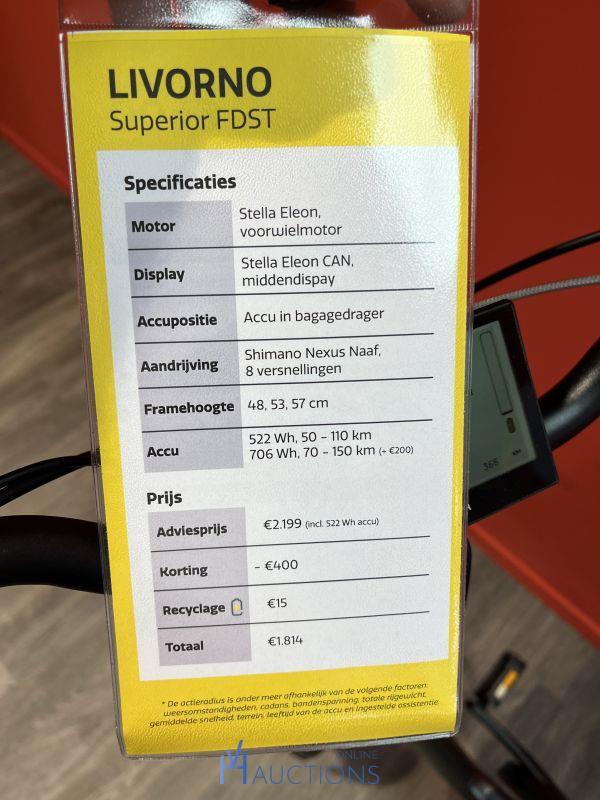 LIVORNO
Superior FDST
Specificaties
Motor
Stella Eleon,
voorwielmotor
Display
Stella Eleon CAN,
middendispay
Accupositie
Accu in bagagedrager
Aandrijving
Shimano Nexus Naaf,
8 versnellingen
Framehoogte
48, 53, 57 cm
Accu
522 Wh, 50 - 110 km
706 Wh, 70 - 150 km (+ €200)
Prijs
Adviesprijs
€2.199 (incl. 522 Wh accu)
Korting
- €400
Recyclage
€15
Totaal
€1.814
* De actieradius is onder meer afhankelijk van de volgende factoren:
weersomstandigheden, cadans, bandenspanning, totale rijgewicht,
gemiddelde snelheid, terrein, leeftijd van de accu en ingestelde assistentie.
366 KM
V4 ONLINE
AUCTIONS